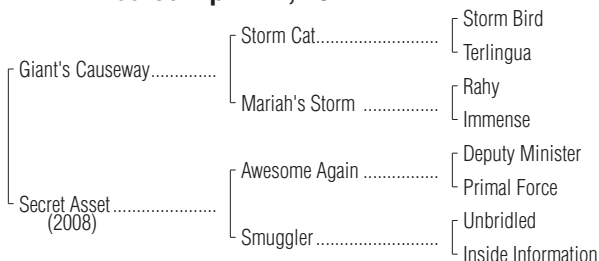 Storm Bird
Storm Cat
Terlingua
Giant's Causeway
Rahy
Mariah's Storm
Immense
Deputy Minister
Awesome Again
Primal Force
Secret Asset
(2008)
Unbridled
Smuggler
Inside Information